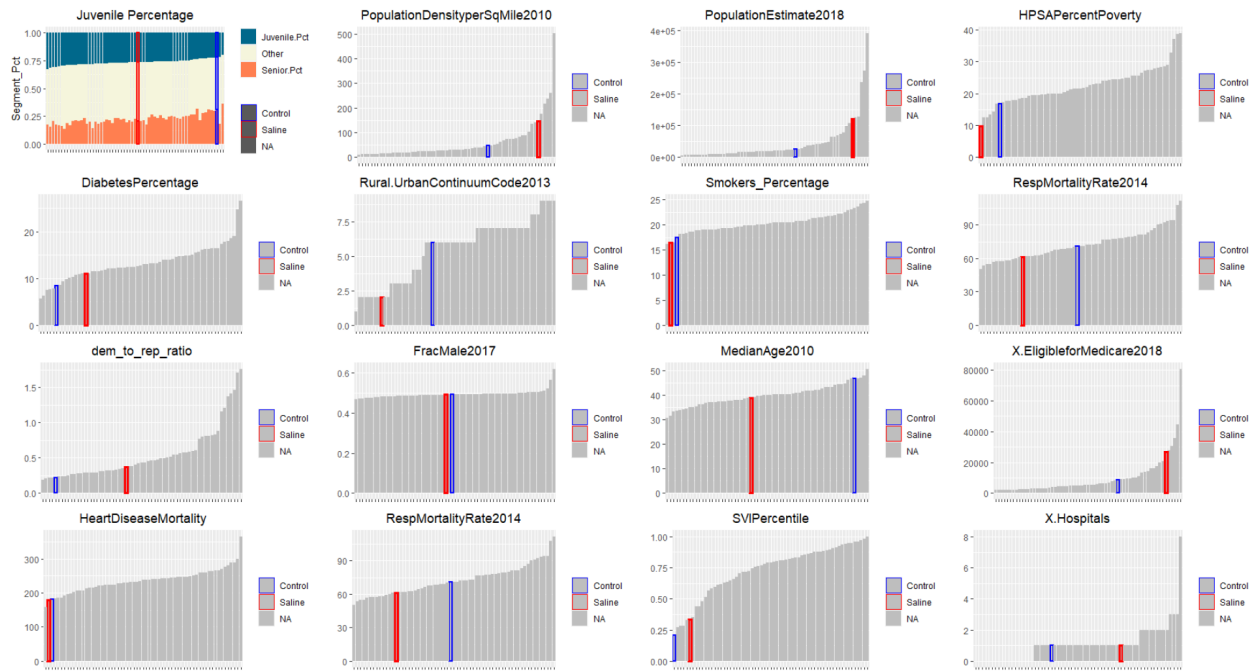 Juvenile Percentage
Segment_Pct
1.00
0.75
0.50
0.25
0.00
Juvenile.Pct
Other
Senior.Pct
Control
Saline
NA
PopulationDensityperSqMile2010
500
400
300
200
100
0
Control
Saline
NA
PopulationEstimate2018
4e+05
3e+05
2e+05
1e+05
0e+00
Control
Saline
NA
HPSAPercentPoverty
40
30
20
10
0
Control
Saline
NA
DiabetesPercentage
20
10
0
Control
Saline
NA
Rural.UrbanContinuumCode2013
7.5
5.0
2.5
0.0
Control
Saline
NA
Smokers_Percentage
25
20
15
10
5
0
Control
Saline
NA
RespMortalityRate2014
90
60
30
0
Control
Saline
NA
dem_to_rep_ratio
1.5
1.0
0.5
0.0
Control
Saline
NA
FracMale2017
0.6
0.4
0.2
0.0
Control
Saline
NA
MedianAge2010
50
40
30
20
10
0
Control
Saline
NA
X.EligibleforMedicare2018
80000
60000
40000
20000
0
Control
Saline
NA
HeartDiseaseMortality
300
200
100
0
Control
Saline
NA
RespMortalityRate2014
90
60
30
0
Control
Saline
NA
SVIPercentile
1.00
0.75
0.50
0.25
0.00
Control
Saline
NA
X.Hospitals
8
6
4
2
0
Control
Saline
NA